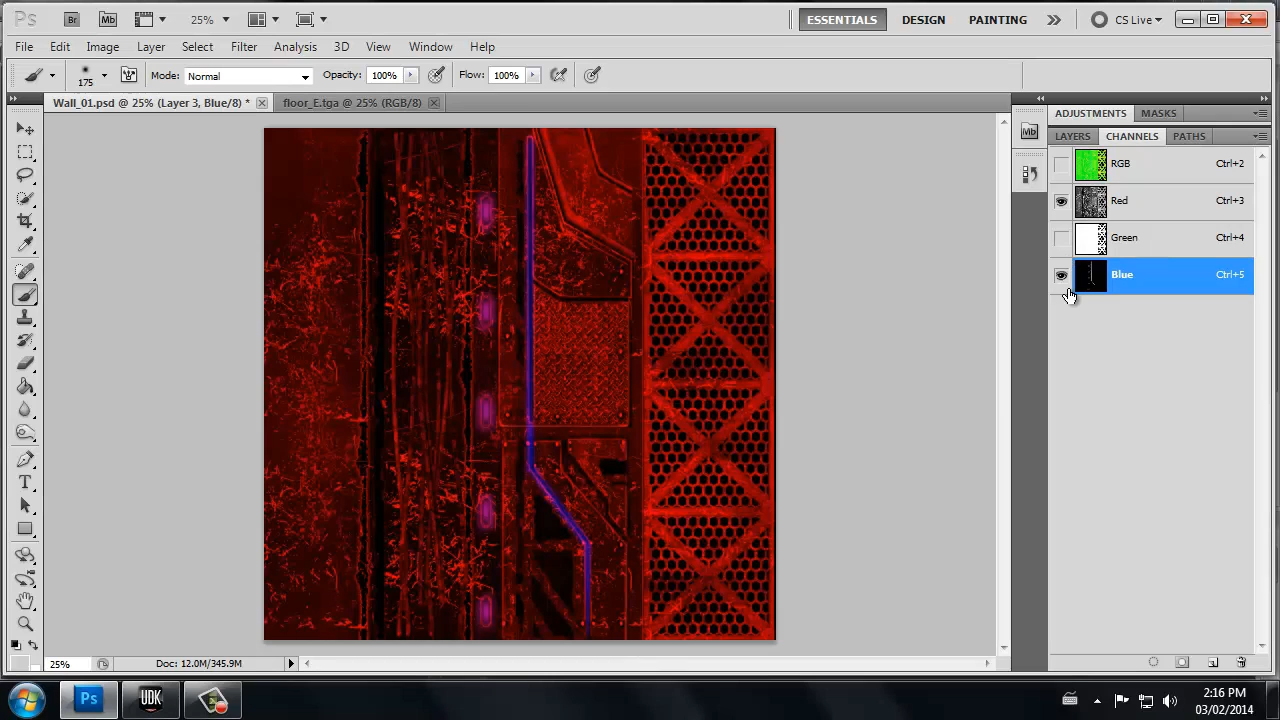 Ps Br Mb 25% ESSENTIALS DESIGN PAINTING CS Live
File Edit Image Layer Select Filter Analysis 3D View Window Help
175 Mode: Normal Opacity: 100% Flow: 100%
Wall_01.psd @ 25% (Layer 3, Blue/8) * floor_E.tga @ 25% (RGB/8)
ADJUSTMENTS MASKS
Mb LAYERS CHANNELS PATHS
RGB Ctrl+2
Red Ctrl+3
Green Ctrl+4
Blue Ctrl+5
T
25% Doc: 12.0M/345.9M
Ps UDK 2:16 PM
03/02/2014